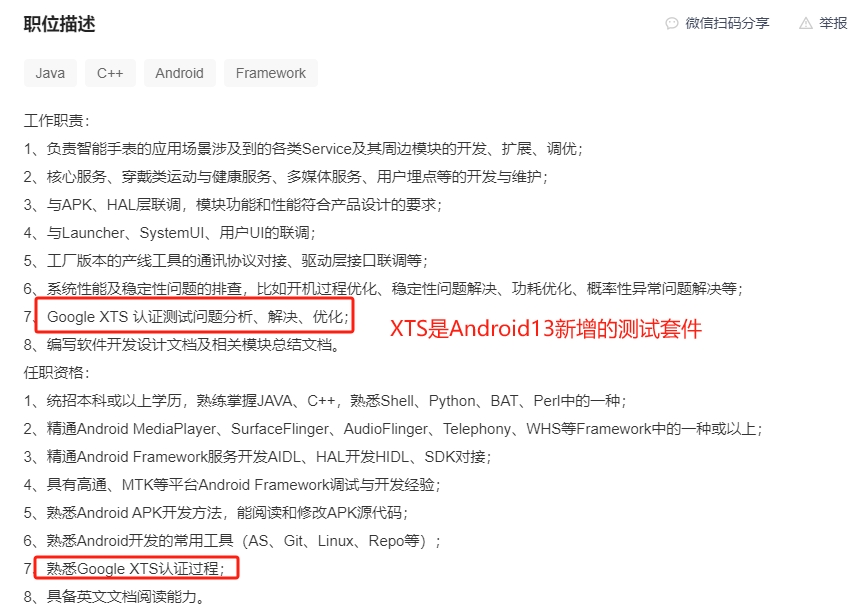 职位描述
微信扫码分享
举报
Java
C++
Android
Framework
工作职责：
1、负责智能手表的应用场景涉及到的各类Service及其周边模块的开发、扩展、调优；
2、核心服务、穿戴类运动与健康服务、多媒体服务、用户埋点等的开发与维护；
3、与APK、HAL层联调，模块功能和性能符合产品设计的要求；
4、与Launcher、SystemUI、用户UI的联调；
5、工厂版本的产线工具的通讯协议对接、驱动层接口联调等；
6、系统性能及稳定性问题的排查，比如开机过程优化、稳定性问题解决、功耗优化、概率性异常问题解决等；
7、Google XTS 认证测试问题分析、解决、优化；
XTS是Android13新增的测试套件
8、编写软件开发设计文档及相关模块总结文档。
任职资格：
1、统招本科或以上学历，熟练掌握JAVA、C++，熟悉Shell、Python、BAT、Perl中的一种；
2、精通Android MediaPlayer、SurfaceFlinger、AudioFlinger、Telephony、WHS等Framework中的一种或以上；
3、精通Android Framework服务开发AIDL、HAL开发HIDL、SDK对接；
4、具有高通、MTK等平台Android Framework调试与开发经验；
5、熟悉Android APK开发方法，能阅读和修改APK源代码；
6、熟悉Android开发的常用工具（AS、Git、Linux、Repo等）；
7、熟悉Google XTS认证过程；
8、具备英文文档阅读能力。